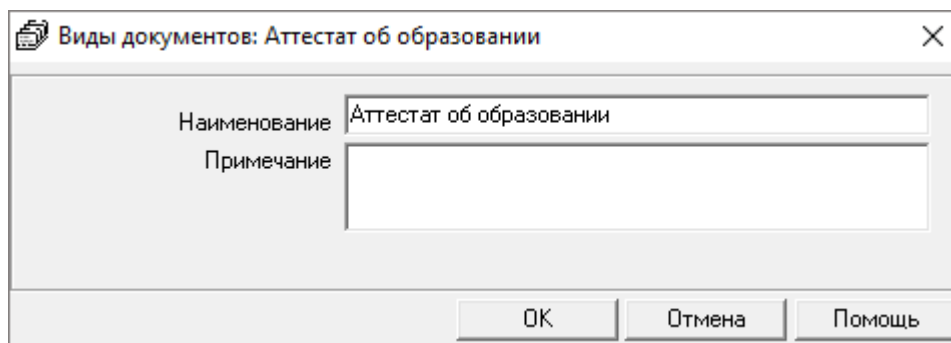 Виды документов: Аттестат об образовании
Наименование Аттестат об образовании
Примечание
OK Отмена Помощь